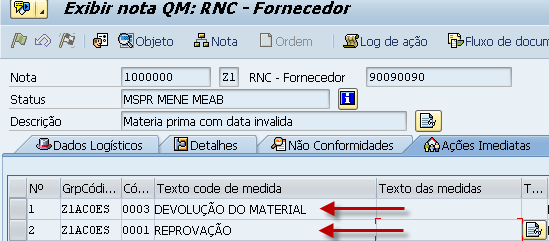 Exibir nota QM: RNC - Fornecedor
Objeto Nota Ordem Log de ação Fluxo de docum
Nota 1000000 Z1 RNC - Fornecedor 90090090
Status MSPR MENE MEAB
Descrição Materia prima com data invalida
Dados Logísticos Detalhes Não Conformidades Ações Imediatas
Nº GrpCódi... Có... Texto code de medida Texto das medidas T...
1 Z1ACOES 0003 DEVOLUÇÃO DO MATERIAL
2 Z1ACOES 0001 REPROVAÇÃO